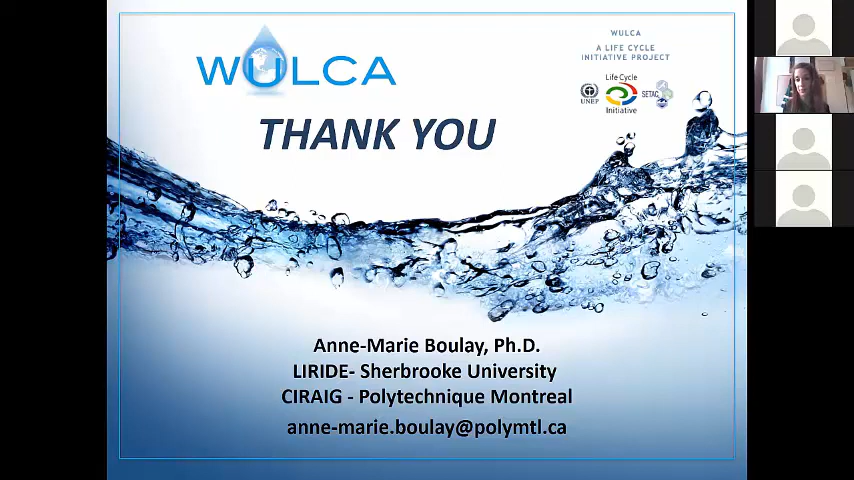 WULCA
WULCA
A LIFE CYCLE
INITIATIVE PROJECT
Life Cycle
UNEP
SETAC
Initiative
THANK YOU
Anne-Marie Boulay, Ph.D.
LIRIDE- Sherbrooke University
CIRAIG - Polytechnique Montreal
anne-marie.boulay@polymtl.ca